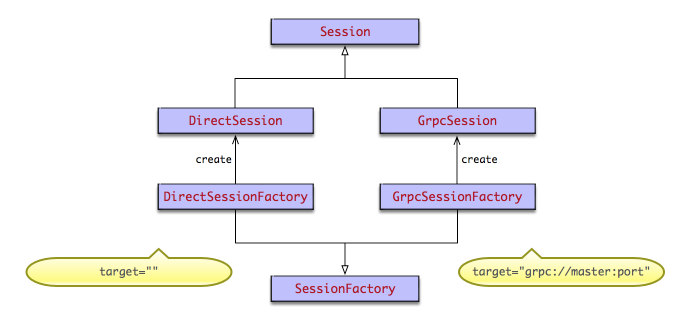 Session
DirectSession
GrpcSession
create
create
DirectSessionFactory
GrpcSessionFactory
target=""
target="grpc://master:port"
SessionFactory